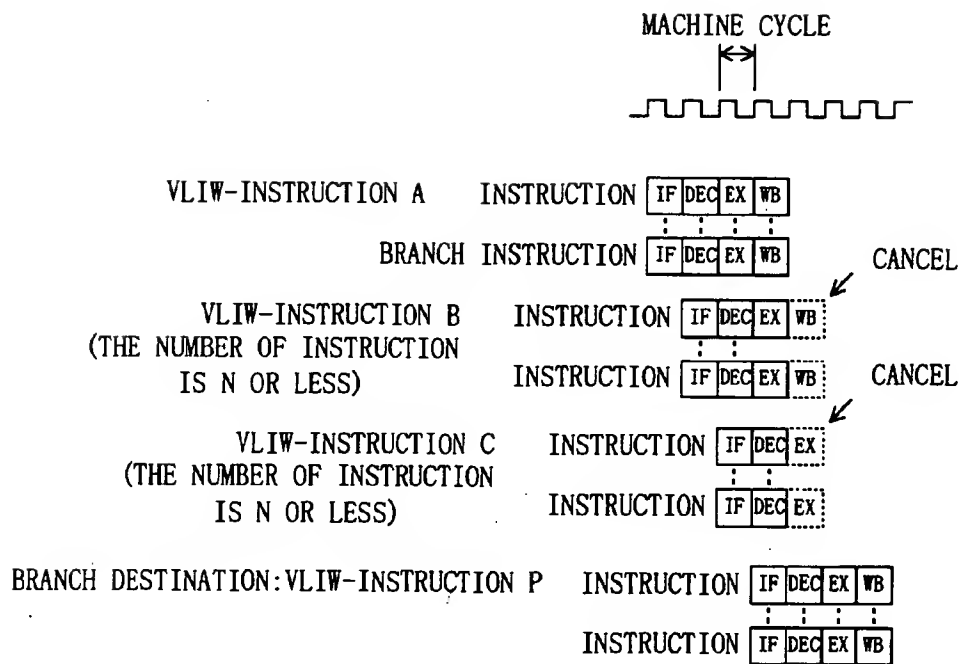 MACHINE CYCLE
VLIW-INSTRUCTION A INSTRUCTION IF DEC EX WB
BRANCH INSTRUCTION IF DEC EX WB
CANCEL
VLIW-INSTRUCTION B INSTRUCTION IF DEC EX WB
(THE NUMBER OF INSTRUCTION
IS N OR LESS) INSTRUCTION IF DEC EX WB
CANCEL
VLIW-INSTRUCTION C INSTRUCTION IF DEC EX
(THE NUMBER OF INSTRUCTION
IS N OR LESS) INSTRUCTION IF DEC EX
BRANCH DESTINATION:VLIW-INSTRUCTION P INSTRUCTION IF DEC EX WB
INSTRUCTION IF DEC EX WB